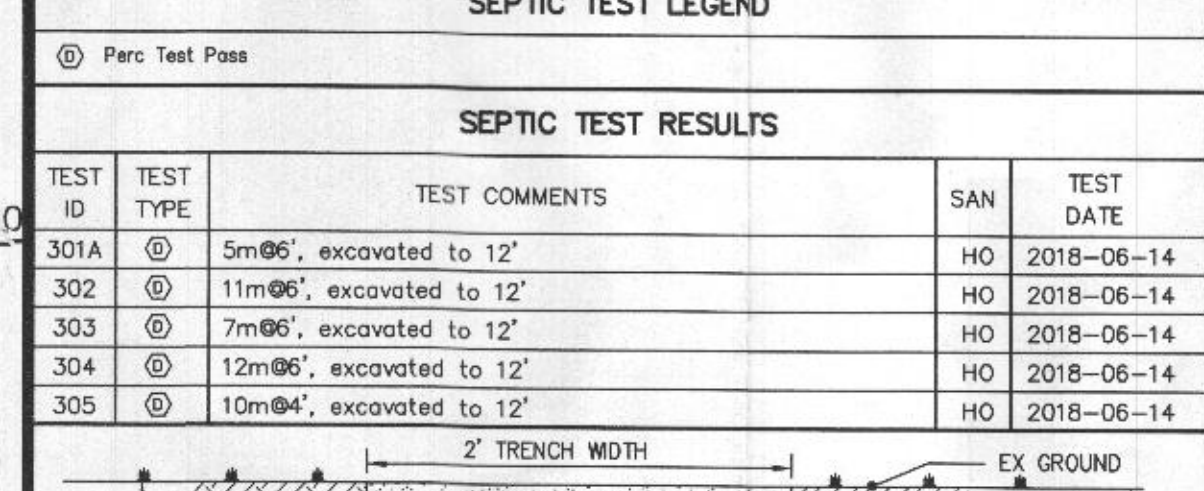 SEPTIC TEST LEGEND
D Perc Test Pass
SEPTIC TEST RESULTS
TEST ID TEST TYPE TEST COMMENTS SAN TEST DATE
301A D 5m@6', excavated to 12' HO 2018-06-14
302 D 11m@6', excavated to 12' HO 2018-06-14
303 D 7m@6', excavated to 12' HO 2018-06-14
304 D 12m@6', excavated to 12' HO 2018-06-14
305 D 10m@4', excavated to 12' HO 2018-06-14
2' TRENCH WIDTH
EX GROUND